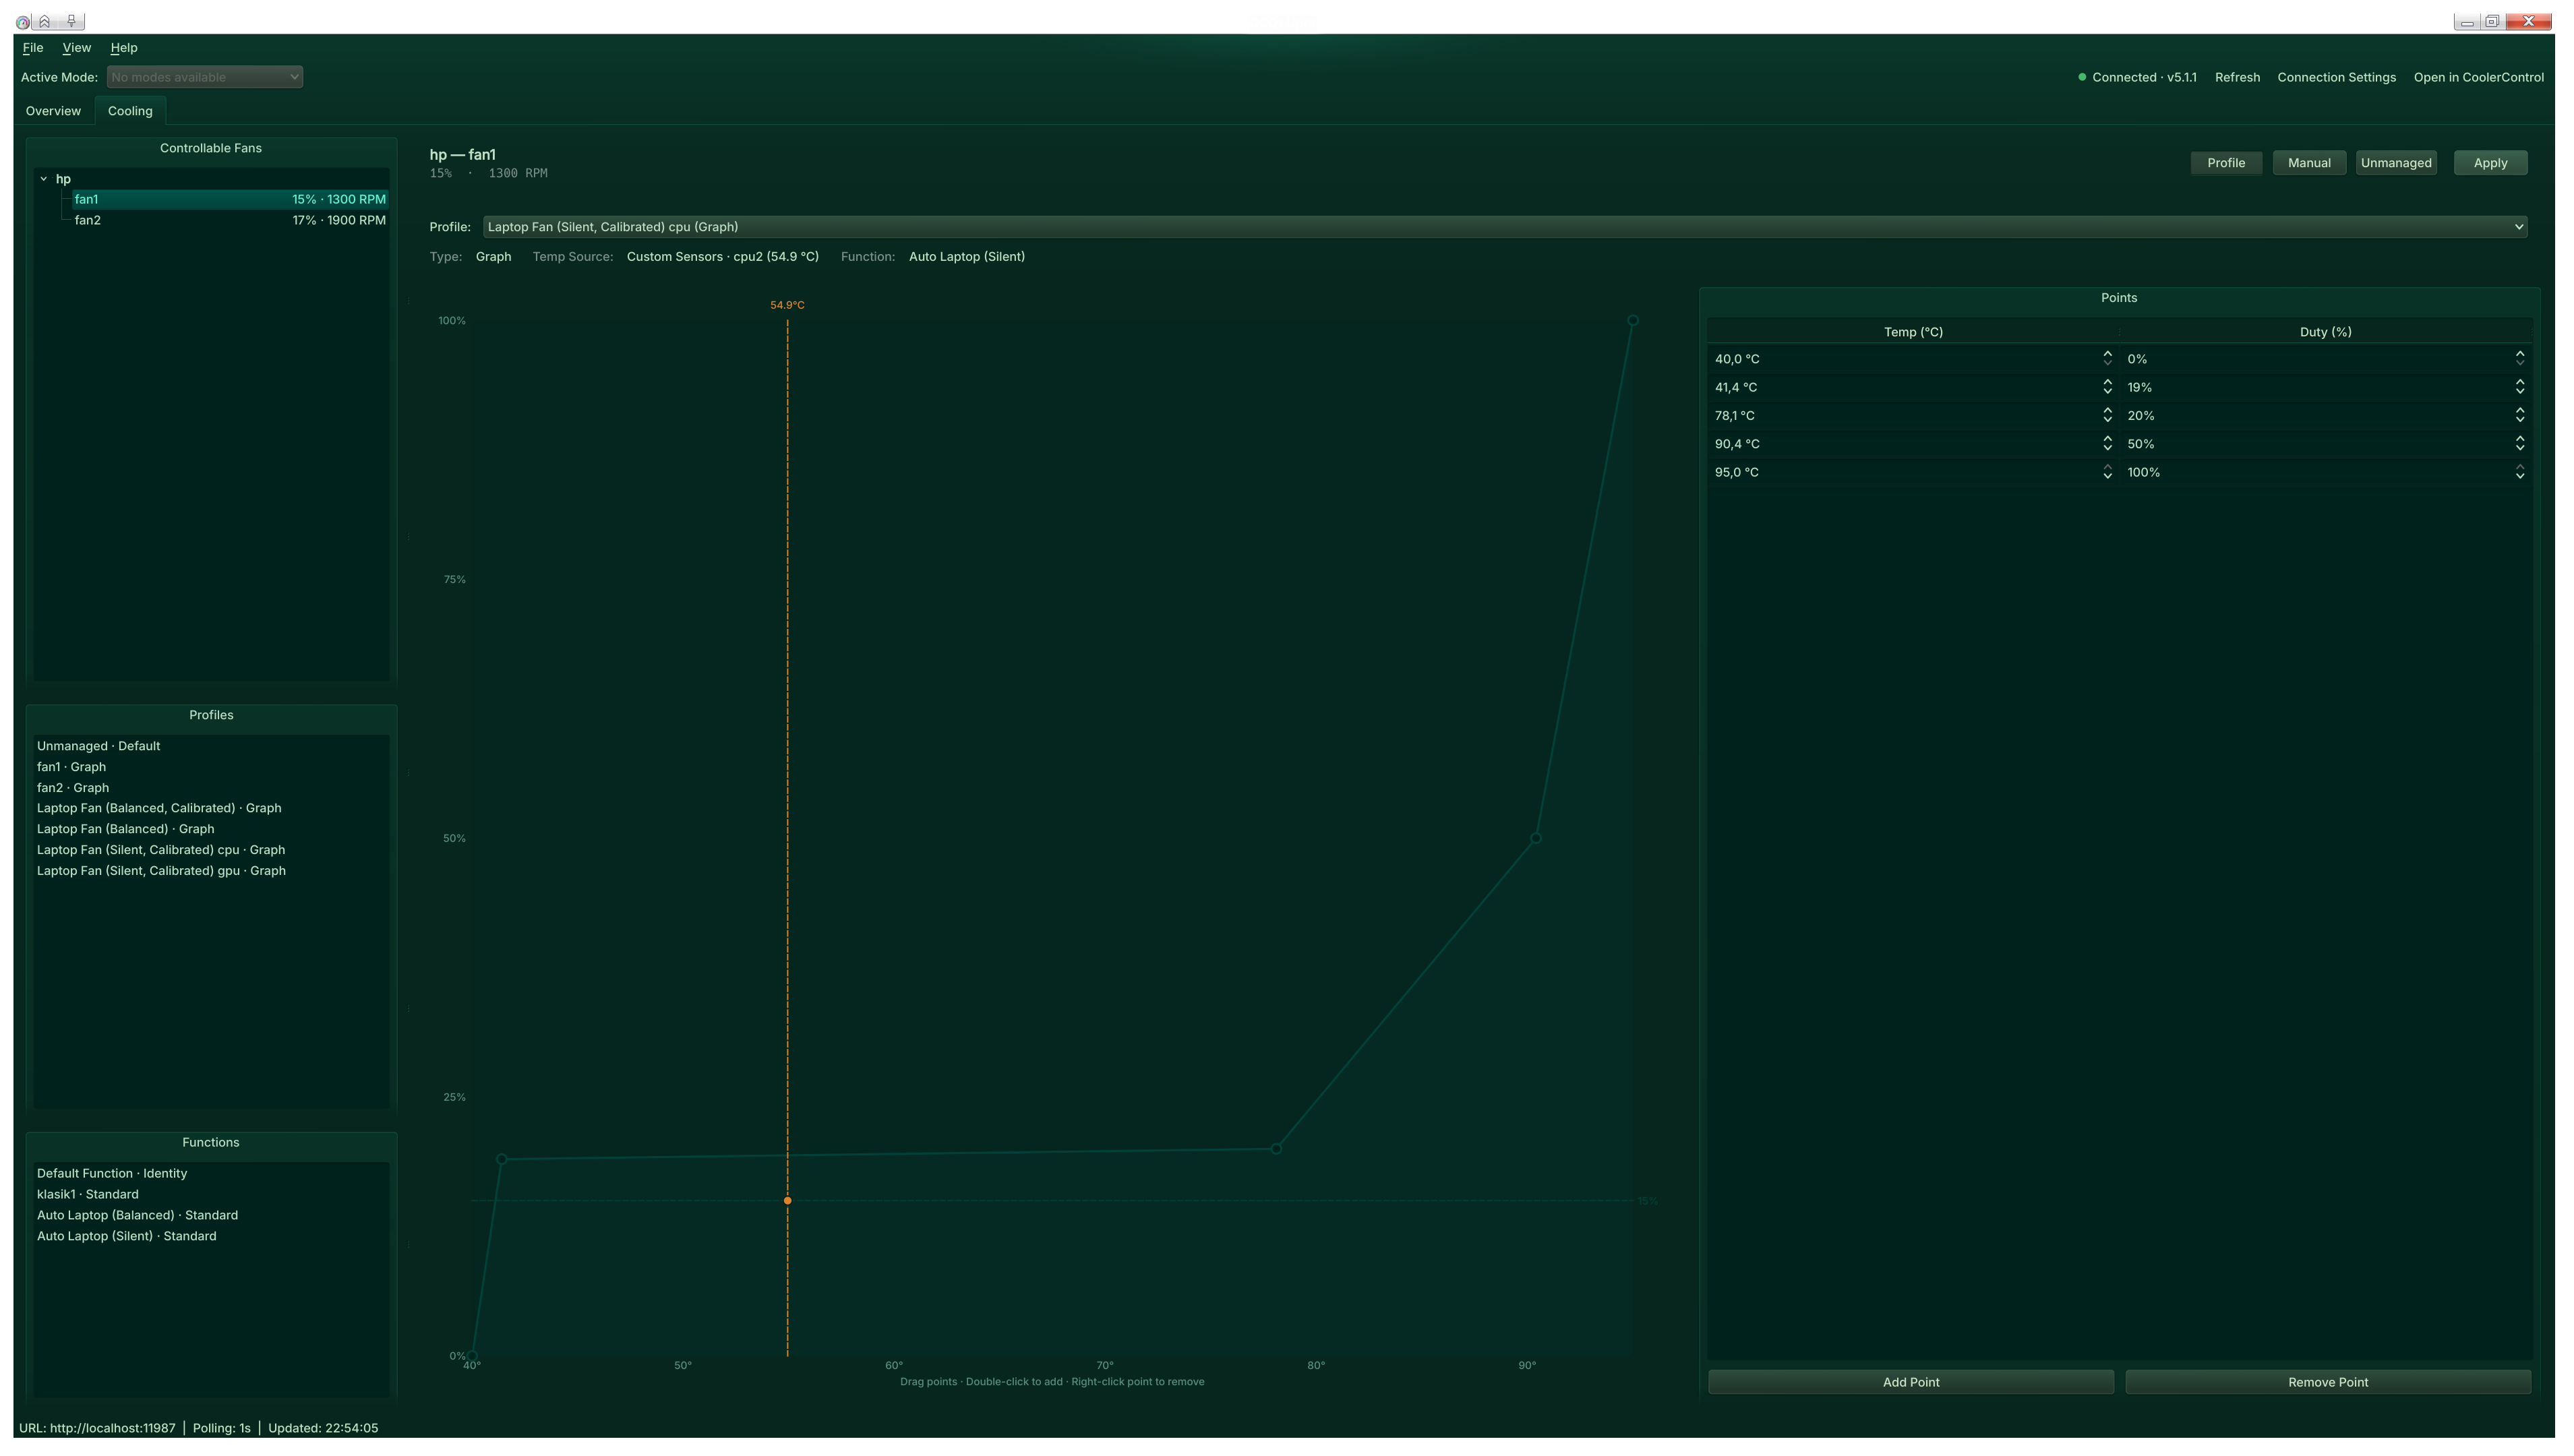 File View Help
Active Mode: No modes available
Connected · v5.1.1 Refresh Connection Settings Open in CoolerControl
Overview Cooling
Controllable Fans
hp
fan1 15% · 1300 RPM
fan2 17% · 1900 RPM
Profiles
Unmanaged · Default
fan1 · Graph
fan2 · Graph
Laptop Fan (Balanced, Calibrated) · Graph
Laptop Fan (Balanced) · Graph
Laptop Fan (Silent, Calibrated) cpu · Graph
Laptop Fan (Silent, Calibrated) gpu · Graph
Functions
Default Function · Identity
klasik1 · Standard
Auto Laptop (Balanced) · Standard
Auto Laptop (Silent) · Standard
hp — fan1
15% · 1300 RPM
Profile Manual Unmanaged Apply
Profile: Laptop Fan (Silent, Calibrated) cpu (Graph)
Type: Graph Temp Source: Custom Sensors · cpu2 (54.9 °C) Function: Auto Laptop (Silent)
54.9°C
100%
75%
50%
25%
15%
0%
40° 50° 60° 70° 80° 90°
Drag points · Double-click to add · Right-click point to remove
Points
Temp (°C) Duty (%)
40,0 °C 0%
41,4 °C 19%
78,1 °C 20%
90,4 °C 50%
95,0 °C 100%
Add Point Remove Point
URL: http://localhost:11987 | Polling: 1s | Updated: 22:54:05